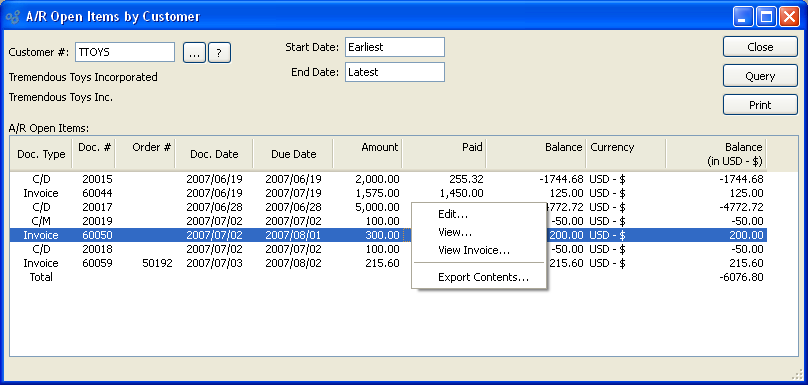 A/R Open Items by Customer
Customer #: TTOYS ... ? Start Date: Earliest Close
Tremendous Toys Incorporated End Date: Latest Query
Tremendous Toys Inc. Print
A/R Open Items:
Doc. Type Doc. # Order # Doc. Date Due Date Amount Paid Balance Currency Balance
(in USD - $)
C/D 20015 2007/06/19 2007/06/19 2,000.00 255.32 -1744.68 USD - $ -1744.68
Invoice 60044 2007/06/19 2007/07/19 1,575.00 1,450.00 125.00 USD - $ 125.00
C/D 20017 2007/06/28 2007/06/28 5,000.00 4772.72 USD - $ -4772.72
C/M 20019 2007/07/02 2007/07/02 100.00 -50.00 USD - $ -50.00
Invoice 60050 2007/07/02 2007/08/01 300.00 200.00 USD - $ 200.00
C/D 20018 2007/07/02 2007/07/02 100.00 -50.00 USD - $ -50.00
Invoice 60059 50192 2007/07/03 2007/08/02 215.60 215.60 USD - $ 215.60
Total -6076.80
Edit...
View...
View Invoice...
Export Contents...